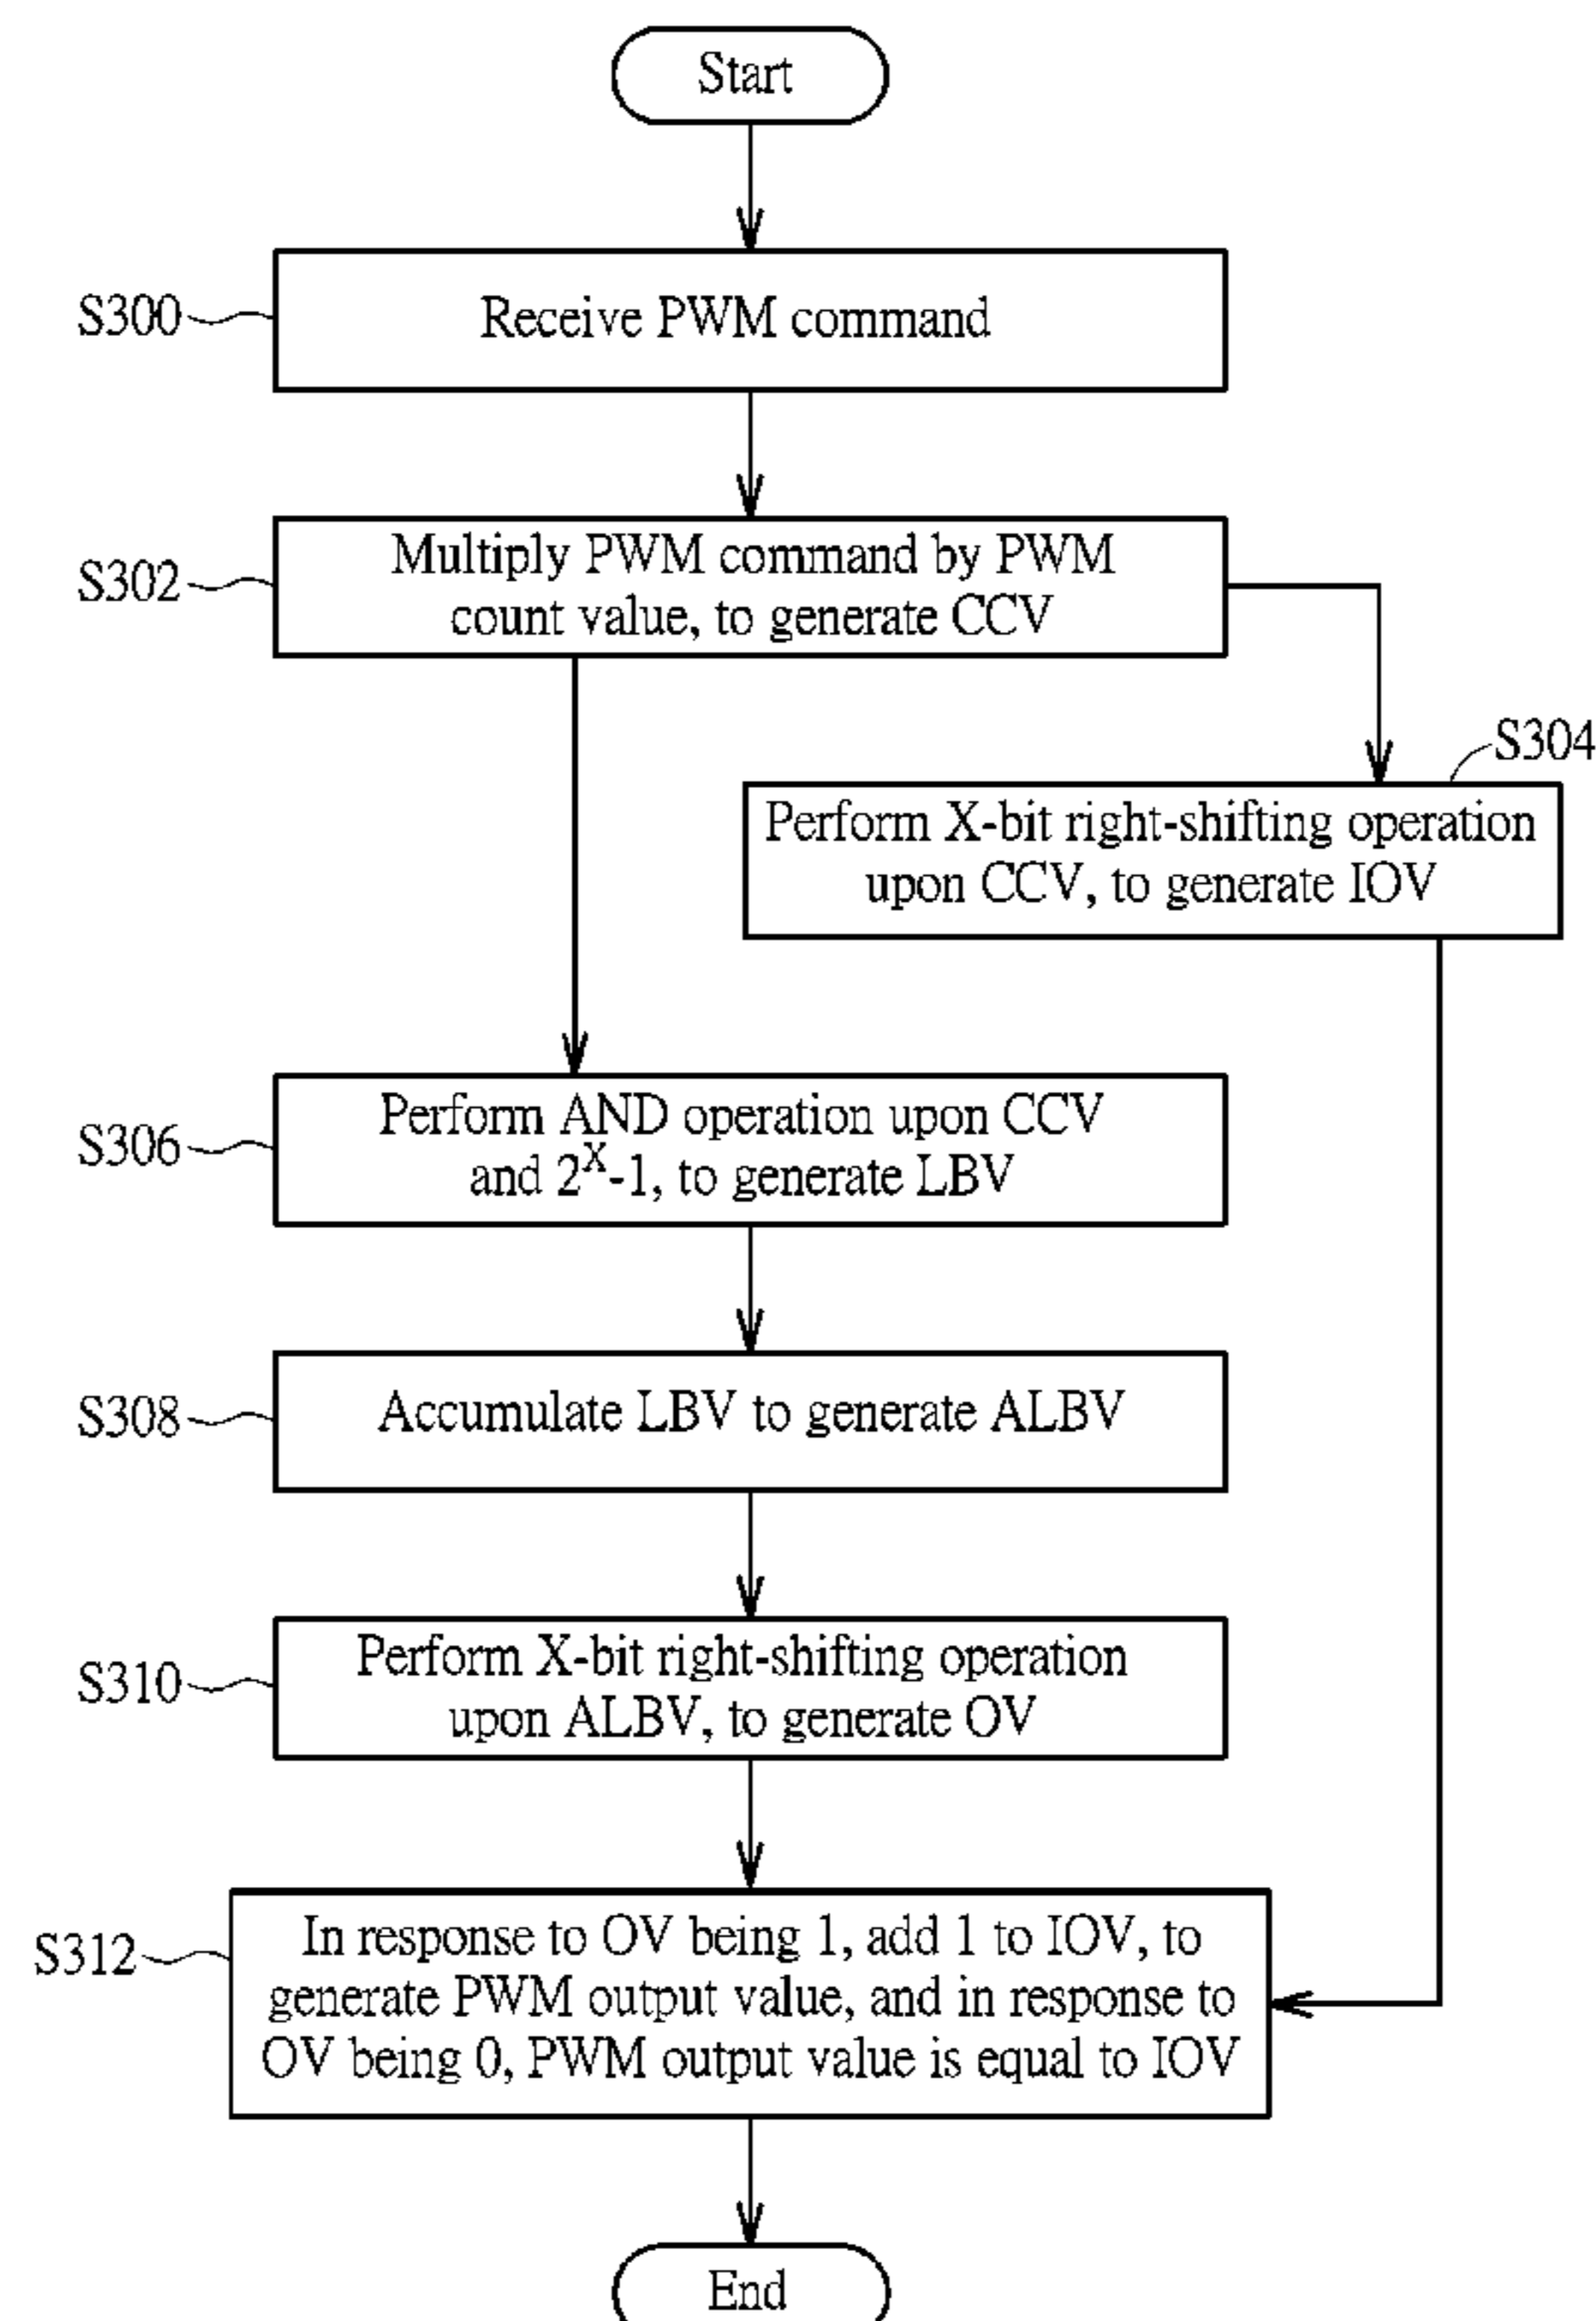 Start
S300
Receive PWM command
S302
Multiply PWM command by PWM
count value, to generate CCV
S304
Perform X-bit right-shifting operation
upon CCV, to generate IOV
S306
Perform AND operation upon CCV
and 2^X-1, to generate LBV
S308
Accumulate LBV to generate ALBV
S310
Perform X-bit right-shifting operation
upon ALBV, to generate OV
S312
In response to OV being 1, add 1 to IOV, to
generate PWM output value, and in response to
OV being 0, PWM output value is equal to IOV
End